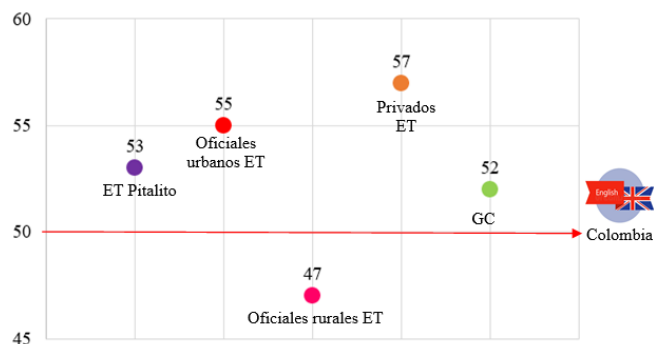 60
57
55
Privados
ET
55
53
Oficiales
urbanos ET
52
ET Pitalito
English
GC
50
Colombia
47
Oficiales rurales ET
45